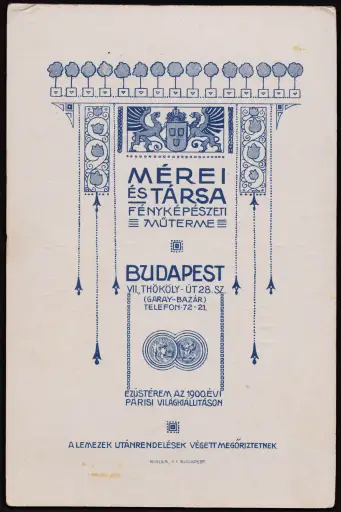 MÉREI
ÉS TÁRSA
FÉNYKÉPÉSZETI
MŰTERME
BUDAPEST
VII., THÖKÖLY-ÚT 28. SZ.
(GARAY-BAZÁR)
TELEFON-72-21.
EZÜSTÉREM AZ 1900. ÉVI
PÁRISI VILÁGKIÁLLITÁSON
A LEMEZEK UTÁNRENDELÉSEK VÉGETT MEGŐRIZTETNEK